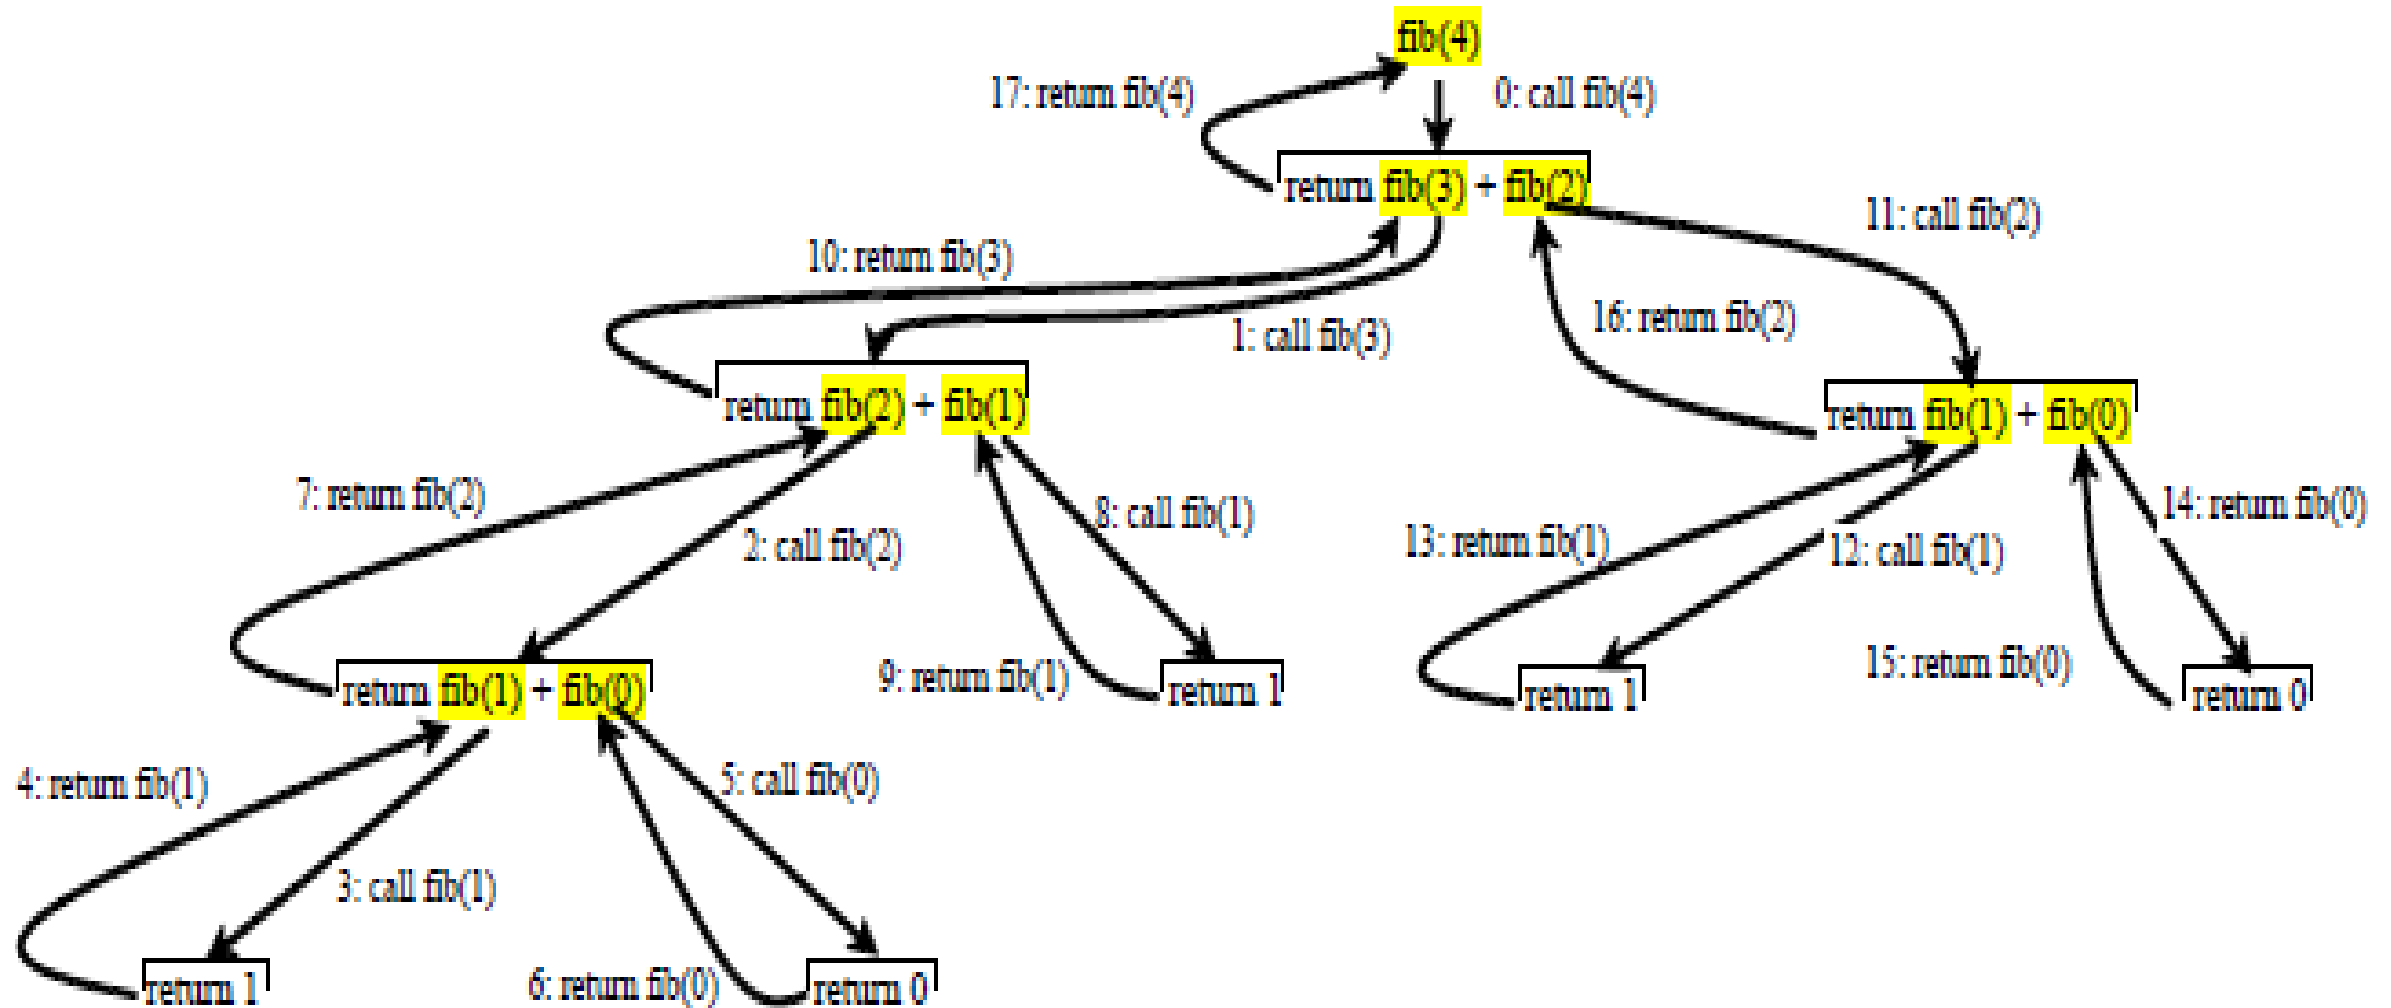 fib(4)
17: return fib(4)
0: call fib(4)
return fib(3) + fib(2)
11: call fib(2)
10: return fib(3)
16: return fib(2)
1: call fib(3)
return fib(2) + fib(1)
return fib(1) + fib(0)
7: return fib(2)
8: call fib(1)
14: return fib(0)
2: call fib(2)
13: return fib(1)
12: call fib(1)
9: return fib(1)
15: return fib(0)
return fib(1) + fib(0)
return 1
return 1
return 0
4: return fib(1)
5: call fib(0)
3: call fib(1)
return 1
6: return fib(0)
return 0